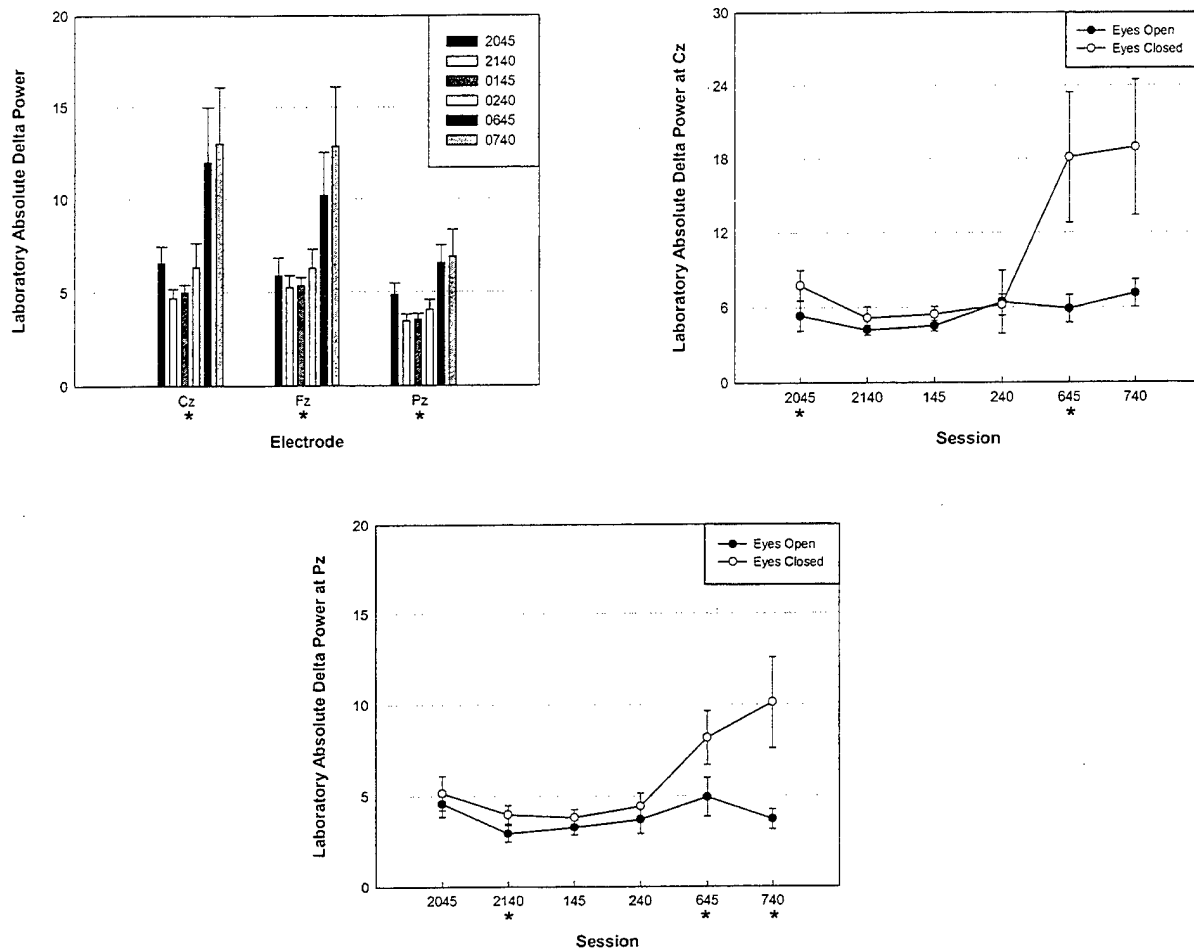 Laboratory Absolute Delta Power
20
15
10
5
0
2045
2140
0145
0240
0645
0740
Cz Fz Pz
* * *
Electrode
Laboratory Absolute Delta Power at Cz
30
24
18
12
6
0
Eyes Open
Eyes Closed
2045 2140 145 240 645 740
* *
Session
Laboratory Absolute Delta Power at Pz
20
15
10
5
0
Eyes Open
Eyes Closed
2045 2140 145 240 645 740
* * *
Session